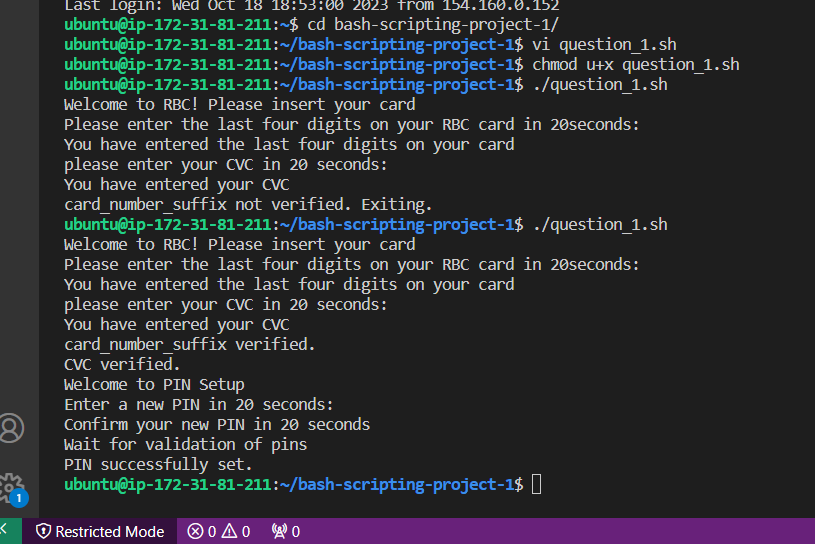 Last login: Wed Oct 18 18:53:00 2023 from 154.160.0.152
ubuntu@ip-172-31-81-211:~$ cd bash-scripting-project-1/
ubuntu@ip-172-31-81-211:~/bash-scripting-project-1$ vi question_1.sh
ubuntu@ip-172-31-81-211:~/bash-scripting-project-1$ chmod u+x question_1.sh
ubuntu@ip-172-31-81-211:~/bash-scripting-project-1$ ./question_1.sh
Welcome to RBC! Please insert your card
Please enter the last four digits on your RBC card in 20seconds:
You have entered the last four digits on your card
please enter your CVC in 20 seconds:
You have entered your CVC
card_number_suffix not verified. Exiting.
ubuntu@ip-172-31-81-211:~/bash-scripting-project-1$ ./question_1.sh
Welcome to RBC! Please insert your card
Please enter the last four digits on your RBC card in 20seconds:
You have entered the last four digits on your card
please enter your CVC in 20 seconds:
You have entered your CVC
card_number_suffix verified.
CVC verified.
Welcome to PIN Setup
Enter a new PIN in 20 seconds:
Confirm your new PIN in 20 seconds
Wait for validation of pins
PIN successfully set.
ubuntu@ip-172-31-81-211:~/bash-scripting-project-1$
1
Restricted Mode 0 0 0